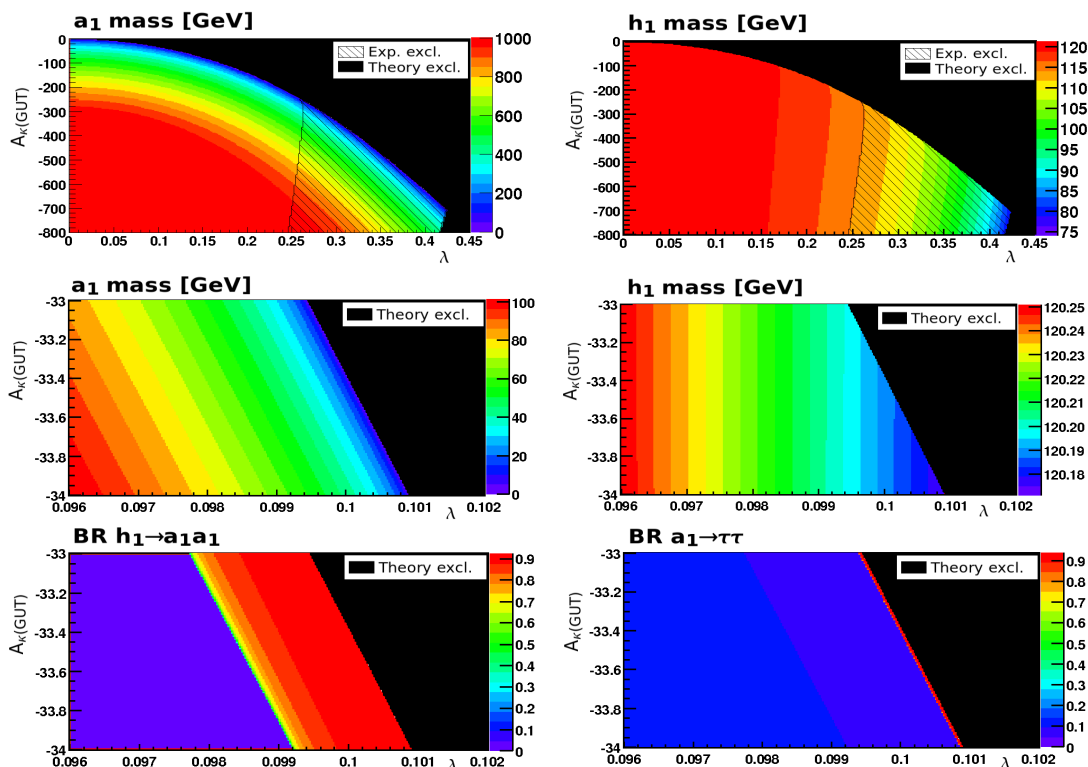 a1 mass [GeV]
0
-100
-200
-300
-400
-500
-600
-700
-800
Aκ(GUT)
Exp. excl.
Theory excl.
0 0.05 0.1 0.15 0.2 0.25 0.3 0.35 0.4 0.45
λ
1000
800
600
400
200
0
h1 mass [GeV]
0
-100
-200
-300
-400
-500
-600
-700
-800
Aκ(GUT)
Exp. excl.
Theory excl.
0 0.05 0.1 0.15 0.2 0.25 0.3 0.35 0.4 0.45
λ
120
115
110
105
100
95
90
85
80
75
a1 mass [GeV]
-33
-33.2
-33.4
-33.6
-33.8
-34
Aκ(GUT)
Theory excl.
0.096 0.097 0.098 0.099 0.1 0.101 0.102
λ
100
80
60
40
20
0
h1 mass [GeV]
-33
-33.2
-33.4
-33.6
-33.8
-34
Aκ(GUT)
Theory excl.
0.096 0.097 0.098 0.099 0.1 0.101 0.102
λ
120.25
120.24
120.23
120.22
120.21
120.20
120.19
120.18
BR h1→a1a1
-33
-33.2
-33.4
-33.6
-33.8
-34
Aκ(GUT)
Theory excl.
0.096 0.097 0.098 0.099 0.1 0.101 0.102
λ
0.9
0.8
0.7
0.6
0.5
0.4
0.3
0.2
0.1
0
BR a1→ττ
-33
-33.2
-33.4
-33.6
-33.8
-34
Aκ(GUT)
Theory excl.
0.096 0.097 0.098 0.099 0.1 0.101 0.102
λ
0.9
0.8
0.7
0.6
0.5
0.4
0.3
0.2
0.1
0